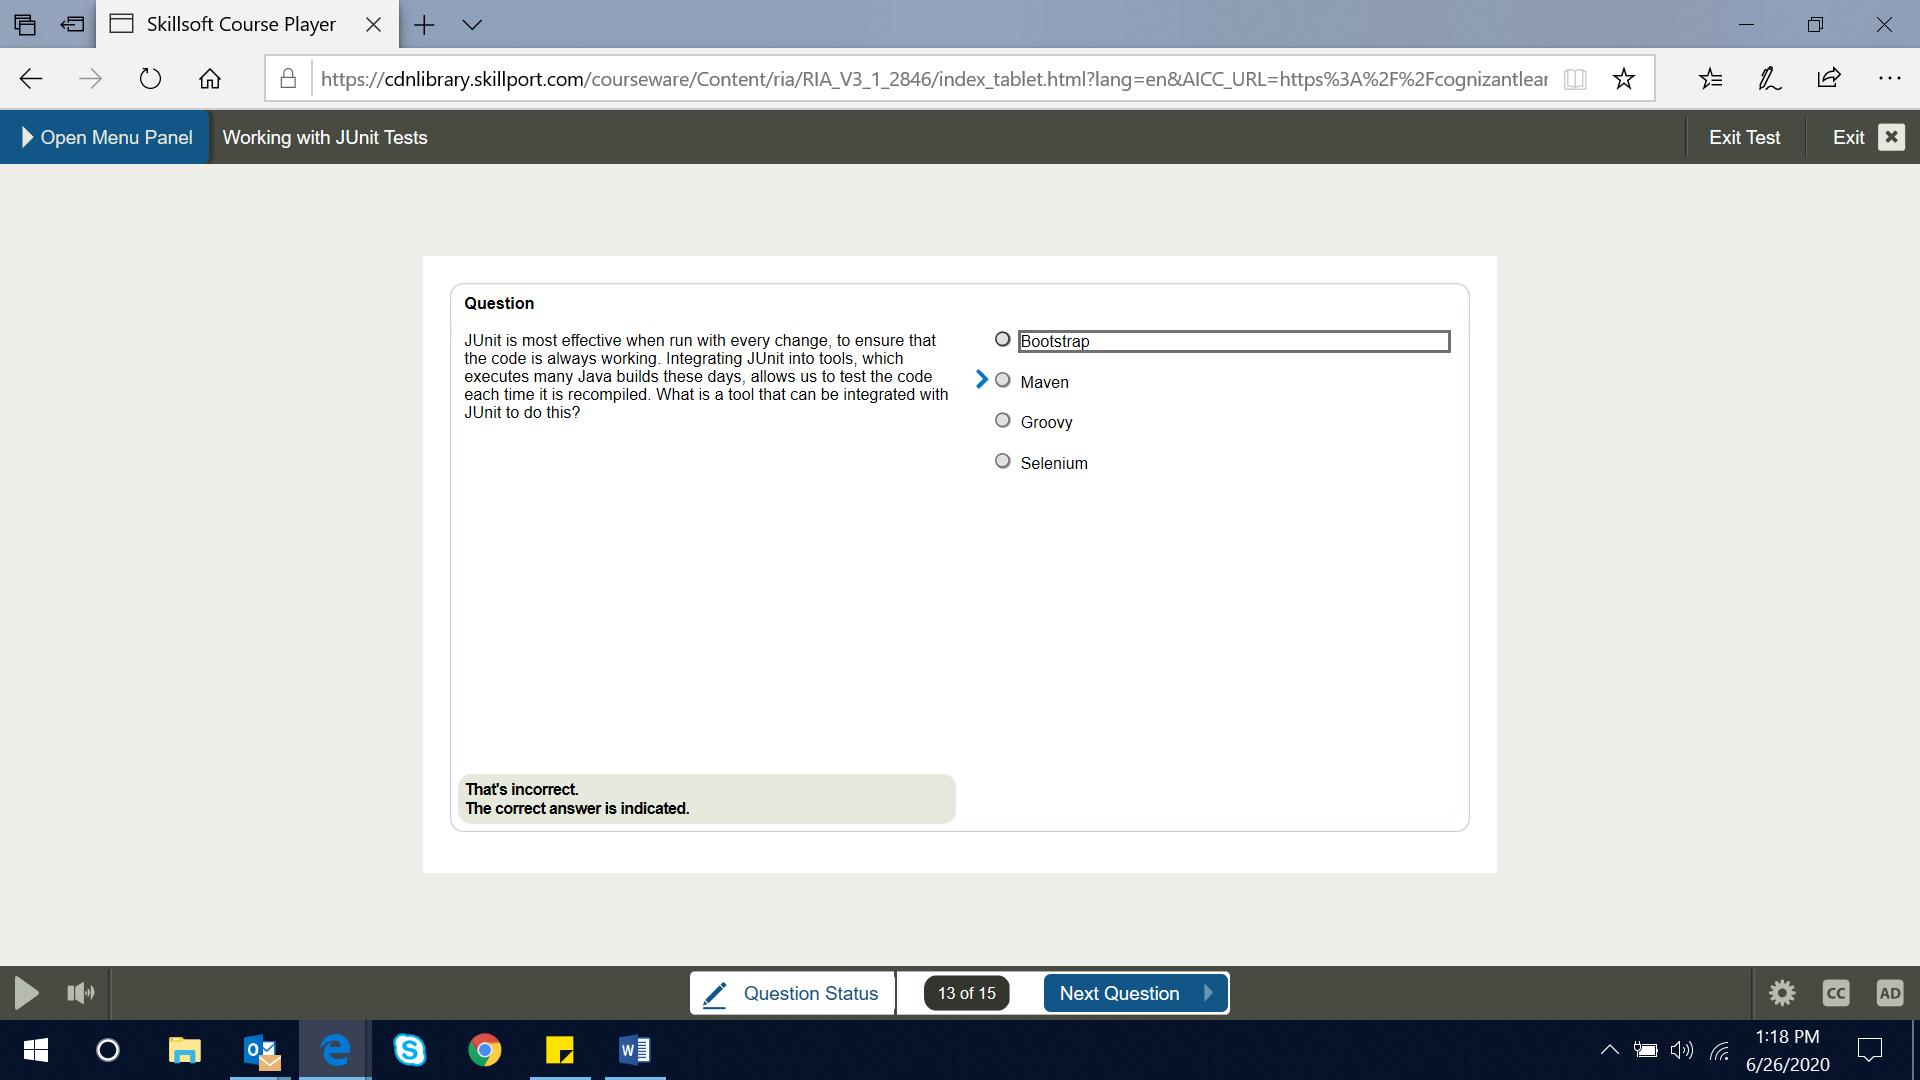 Skillsoft Course Player
https://cdnlibrary.skillport.com/courseware/Content/ria/RIA_V3_1_2846/index_tablet.html?lang=en&AICC_URL=https%3A%2F%2Fcognizantlear
Open Menu Panel
Working with JUnit Tests
Exit Test
Exit
Question
JUnit is most effective when run with every change, to ensure that
the code is always working. Integrating JUnit into tools, which
executes many Java builds these days, allows us to test the code
each time it is recompiled. What is a tool that can be integrated with
JUnit to do this?
Bootstrap
Maven
Groovy
Selenium
That's incorrect.
The correct answer is indicated.
Question Status
13 of 15
Next Question
CC
AD
1:18 PM
6/26/2020